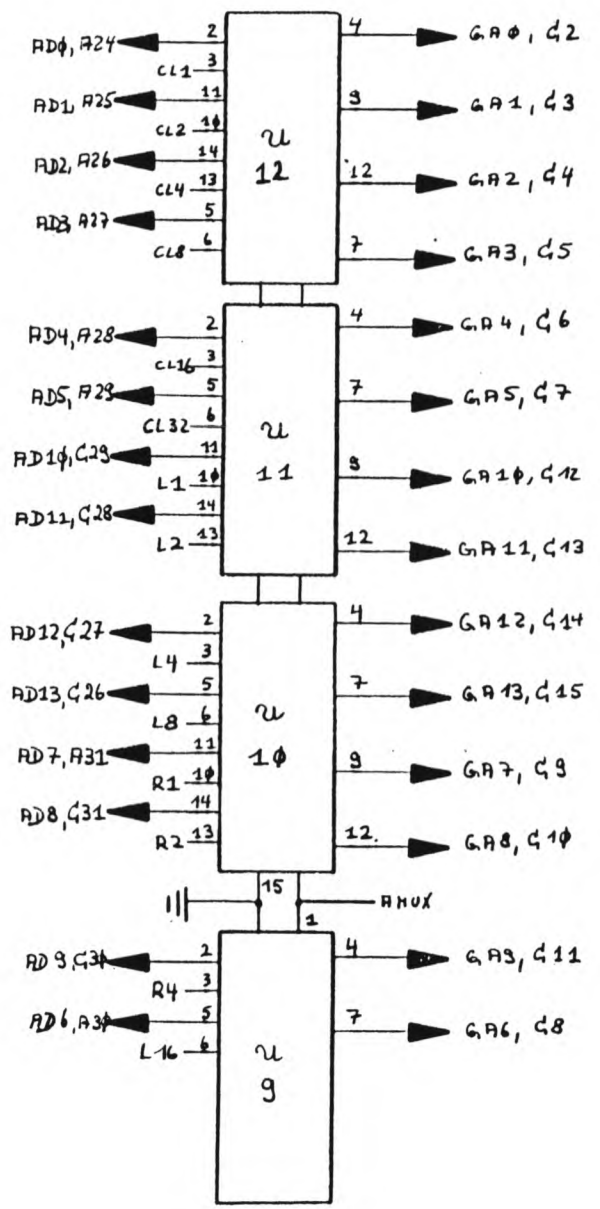 ADø, A24 2 4 GAø, C2
CL1 3
AD1, A25 11 9 GA1, C3
CL2 1ø
U
AD2, A26 14 12 GA2, C4
12
CL4 13
AD3, A27 5
CL8 6 7 GA3, C5
AD4, A28 2 4 GA4, C6
CL16 3
AD5, A29 5 7 GA5, C7
CL32 6
U
AD1ø, C29 11
11
L1 1ø 9 GA1ø, C12
AD11, C28 14
L2 13 12 GA11, C13
AD12, C27 2 4 GA12, C14
L4 3
AD13, C26 5 7 GA13, C15
L8 6
U
AD7, A31 11
1ø
R1 1ø 9 GA7, C9
AD8, C31 14
R2 13 12 GA8, C1ø
15
AMUX
1
AD9, C3ø 2 4 GA9, C11
R4 3
AD6, A3ø 5 7 GA6, C8
L16 6
U
9